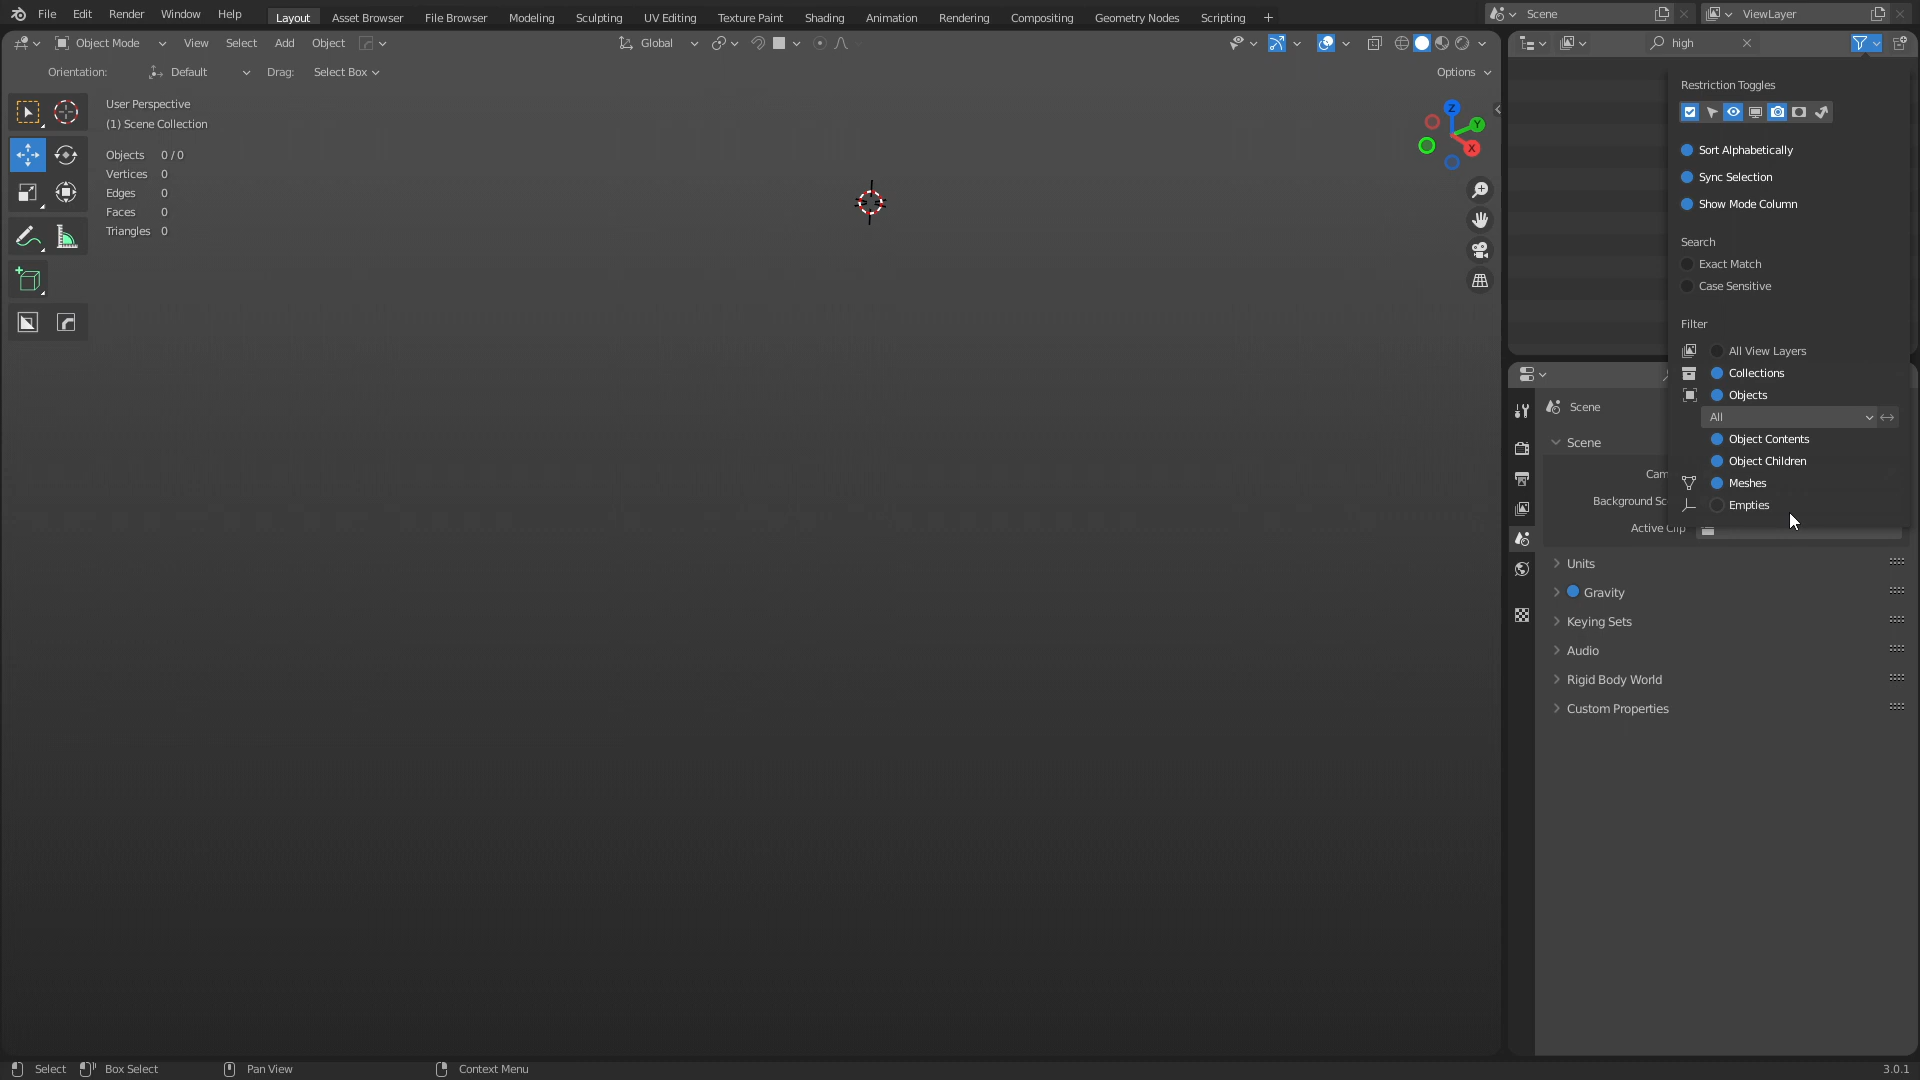 File Edit Render Window Help Layout Asset Browser File Browser Modeling Sculpting UV Editing Texture Paint Shading Animation Rendering Compositing Geometry Nodes Scripting + Scene ViewLayer
Object Mode View Select Add Object Global high
Orientation: Default Drag: Select Box Options
User Perspective
(1) Scene Collection
Objects 0 / 0
Vertices 0
Edges 0
Faces 0
Triangles 0
Z
Y
X
Restriction Toggles
Sort Alphabetically
Sync Selection
Show Mode Column
Search
Exact Match
Case Sensitive
Filter
All View Layers
Collections
Objects
All
Object Contents
Object Children
Meshes
Empties
Scene
Scene
Cam
Background Sc
Active Clip
Units
Gravity
Keying Sets
Audio
Rigid Body World
Custom Properties
Select Box Select Pan View Context Menu 3.0.1